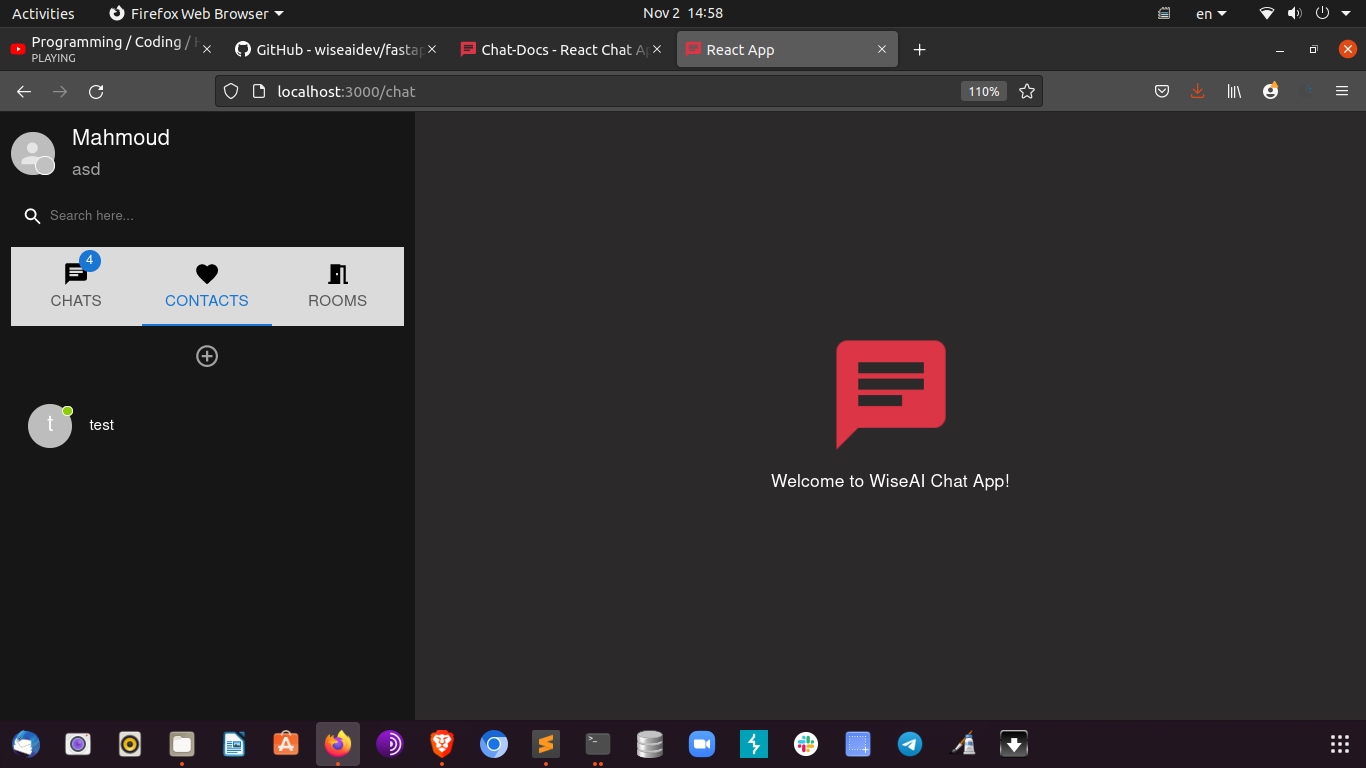 Activities
Firefox Web Browser
Nov 2 14:58
en
Programming / Coding /
PLAYING
GitHub - wiseaidev/fasta
Chat-Docs - React Chat A
React App
localhost:3000/chat
110%
Mahmoud
asd
Search here...
4
CHATS
CONTACTS
ROOMS
t
test
Welcome to WiseAI Chat App!